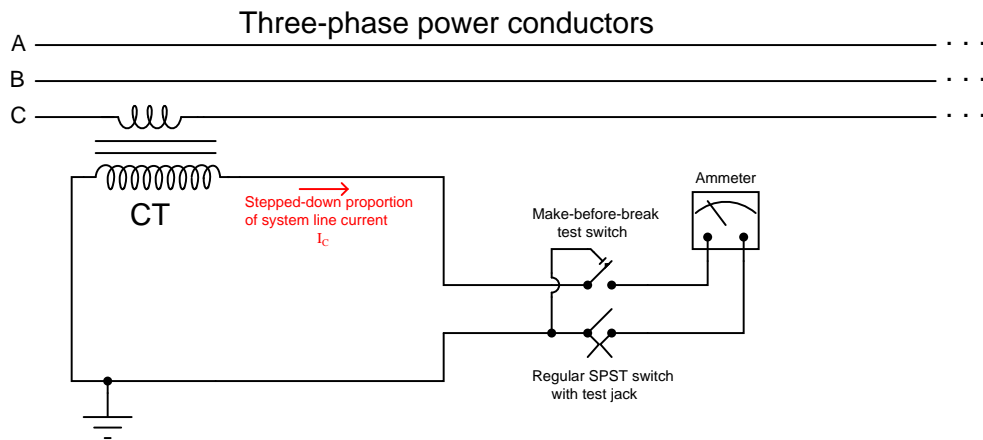 Three-phase power conductors
A
. . .
B
. . .
C
. . .
CT
Stepped-down proportion
of system line current
I_C
Ammeter
Make-before-break
test switch
Regular SPST switch
with test jack